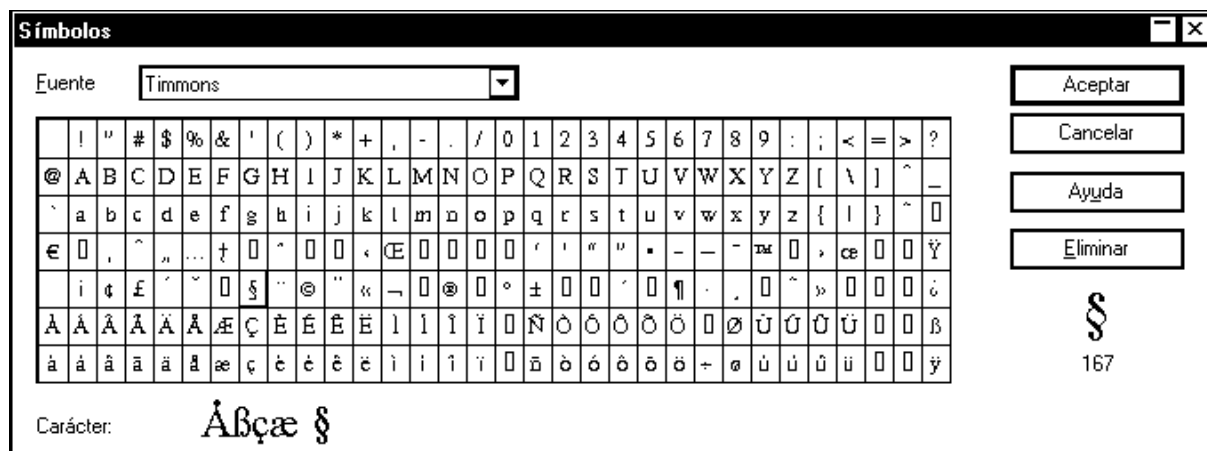 Símbolos
Fuente Timmons Aceptar
! " # $ % & ' ( ) * + , - . / 0 1 2 3 4 5 6 7 8 9 : ; < = > ?
Cancelar
@ A B C D E F G H I J K L M N O P Q R S T U V W X Y Z [ \ ] ˆ _
` a b c d e f g h i j k l m n o p q r s t u v w x y z { | } ˜ ▯
Ayuda
€ ▯ ‚ ˆ „ … † ▯ ˆ ▯ ▯ ‹ Œ ▯ ▯ ▯ ▯ ‘ ’ “ ” • – — ˜ ™ ▯ › œ ▯ ▯ Ÿ
Eliminar
¡ ¢ £ ´ ˇ ▯ § ¨ © ¨ « ¬ ▯ ® ▯ ° ± ▯ ▯ ´ ▯ ¶ · ¸ ▯ ˆ » ▯ ▯ ▯ ¿
À Á Â Ã Ä Å Æ Ç È É Ê Ë Ì Í Î Ï ▯ Ñ Ò Ó Ô Õ Ö ▯ Ø Ù Ú Û Ü ▯ ▯ ß
à á â ã ä å æ ç è é ê ë ì í î ï ▯ ñ ò ó ô õ ö ÷ ø ù ú û ü ▯ ▯ ÿ
§
167
Carácter: Åßçæ §